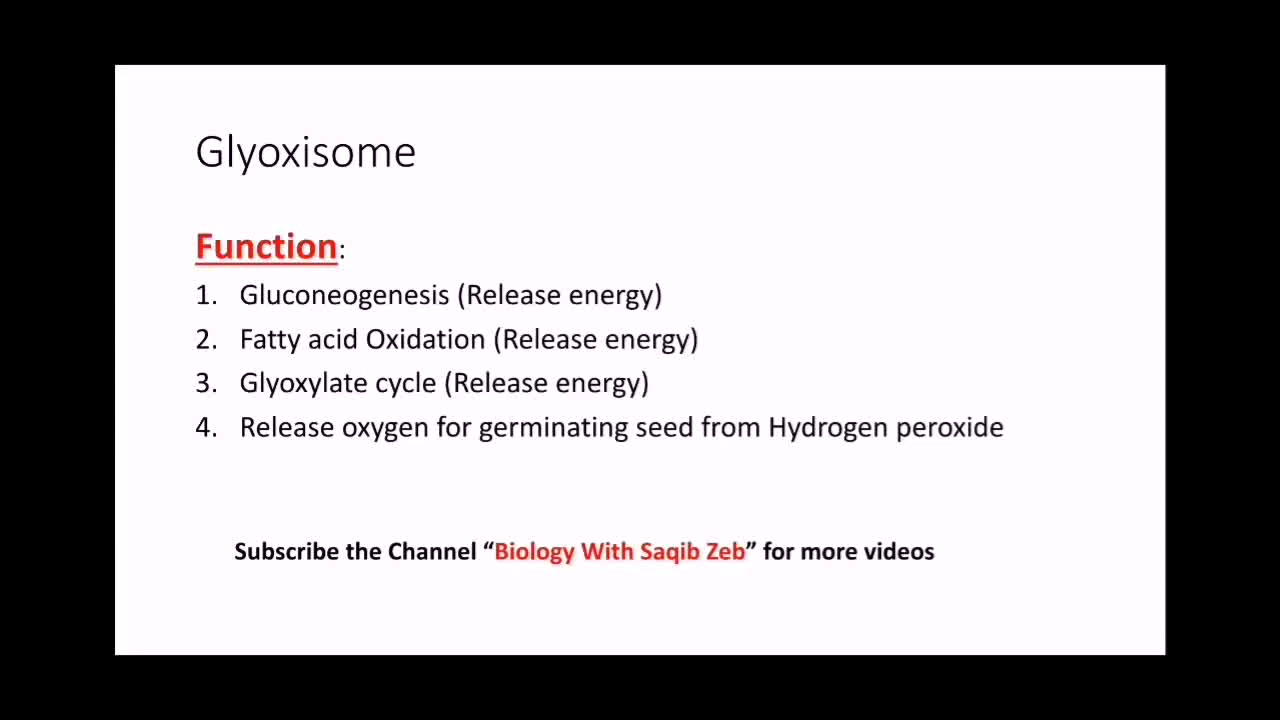 Glyoxisome
Function:
1. Gluconeogenesis (Release energy)
2. Fatty acid Oxidation (Release energy)
3. Glyoxylate cycle (Release energy)
4. Release oxygen for germinating seed from Hydrogen peroxide
Subscribe the Channel “Biology With Saqib Zeb” for more videos